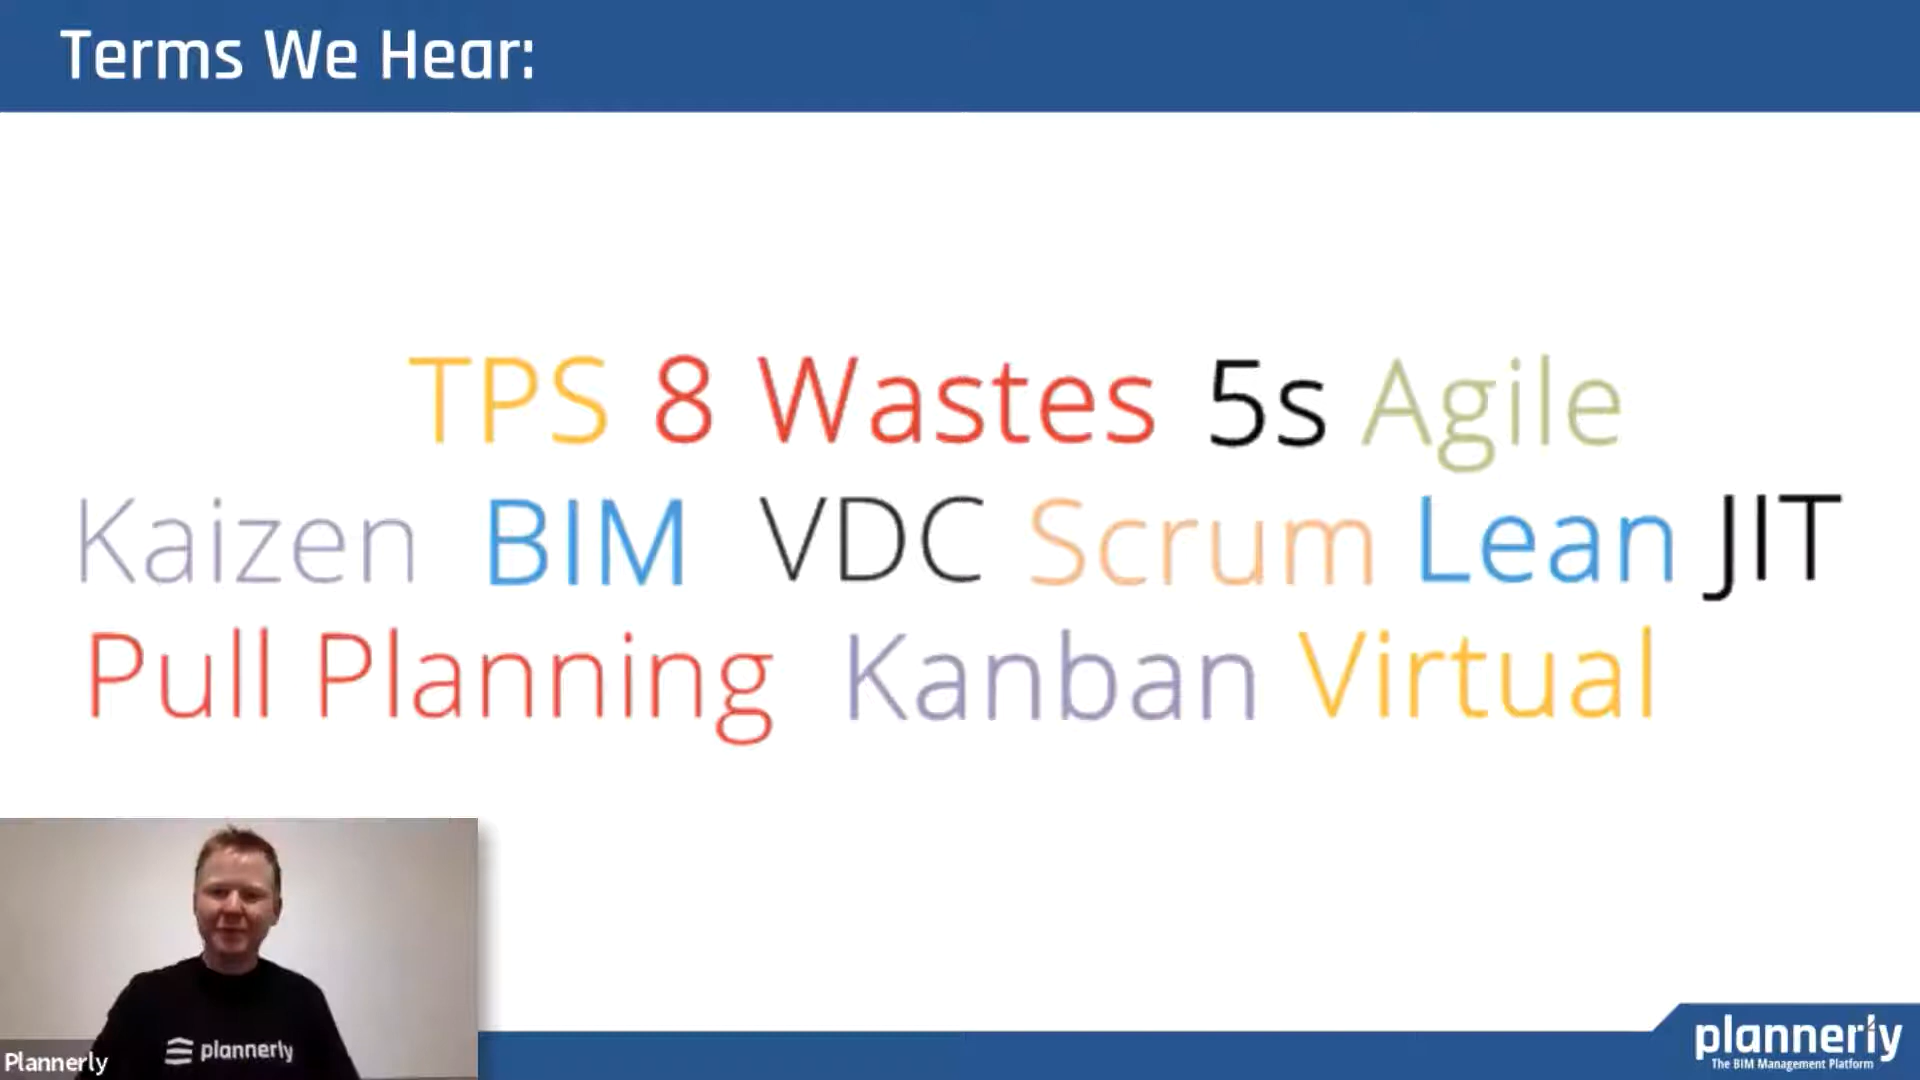 Terms We Hear:
TPS 8 Wastes 5s Agile
Kaizen BIM VDC Scrum Lean JIT
Pull Planning Kanban Virtual
plannerly
Plannerly
plannerly
The BIM Management Platform